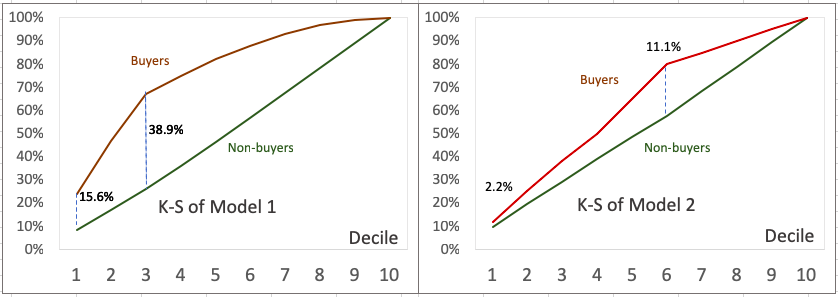 100%
90%
80%
70%
60%
50%
40%
30%
20%
10%
0%
Buyers
38.9%
Non-buyers
15.6%
K-S of Model 1
Decile
1 2 3 4 5 6 7 8 9 10
100%
90%
80%
70%
60%
50%
40%
30%
20%
10%
0%
11.1%
Buyers
Non-buyers
2.2%
K-S of Model 2
Decile
1 2 3 4 5 6 7 8 9 10